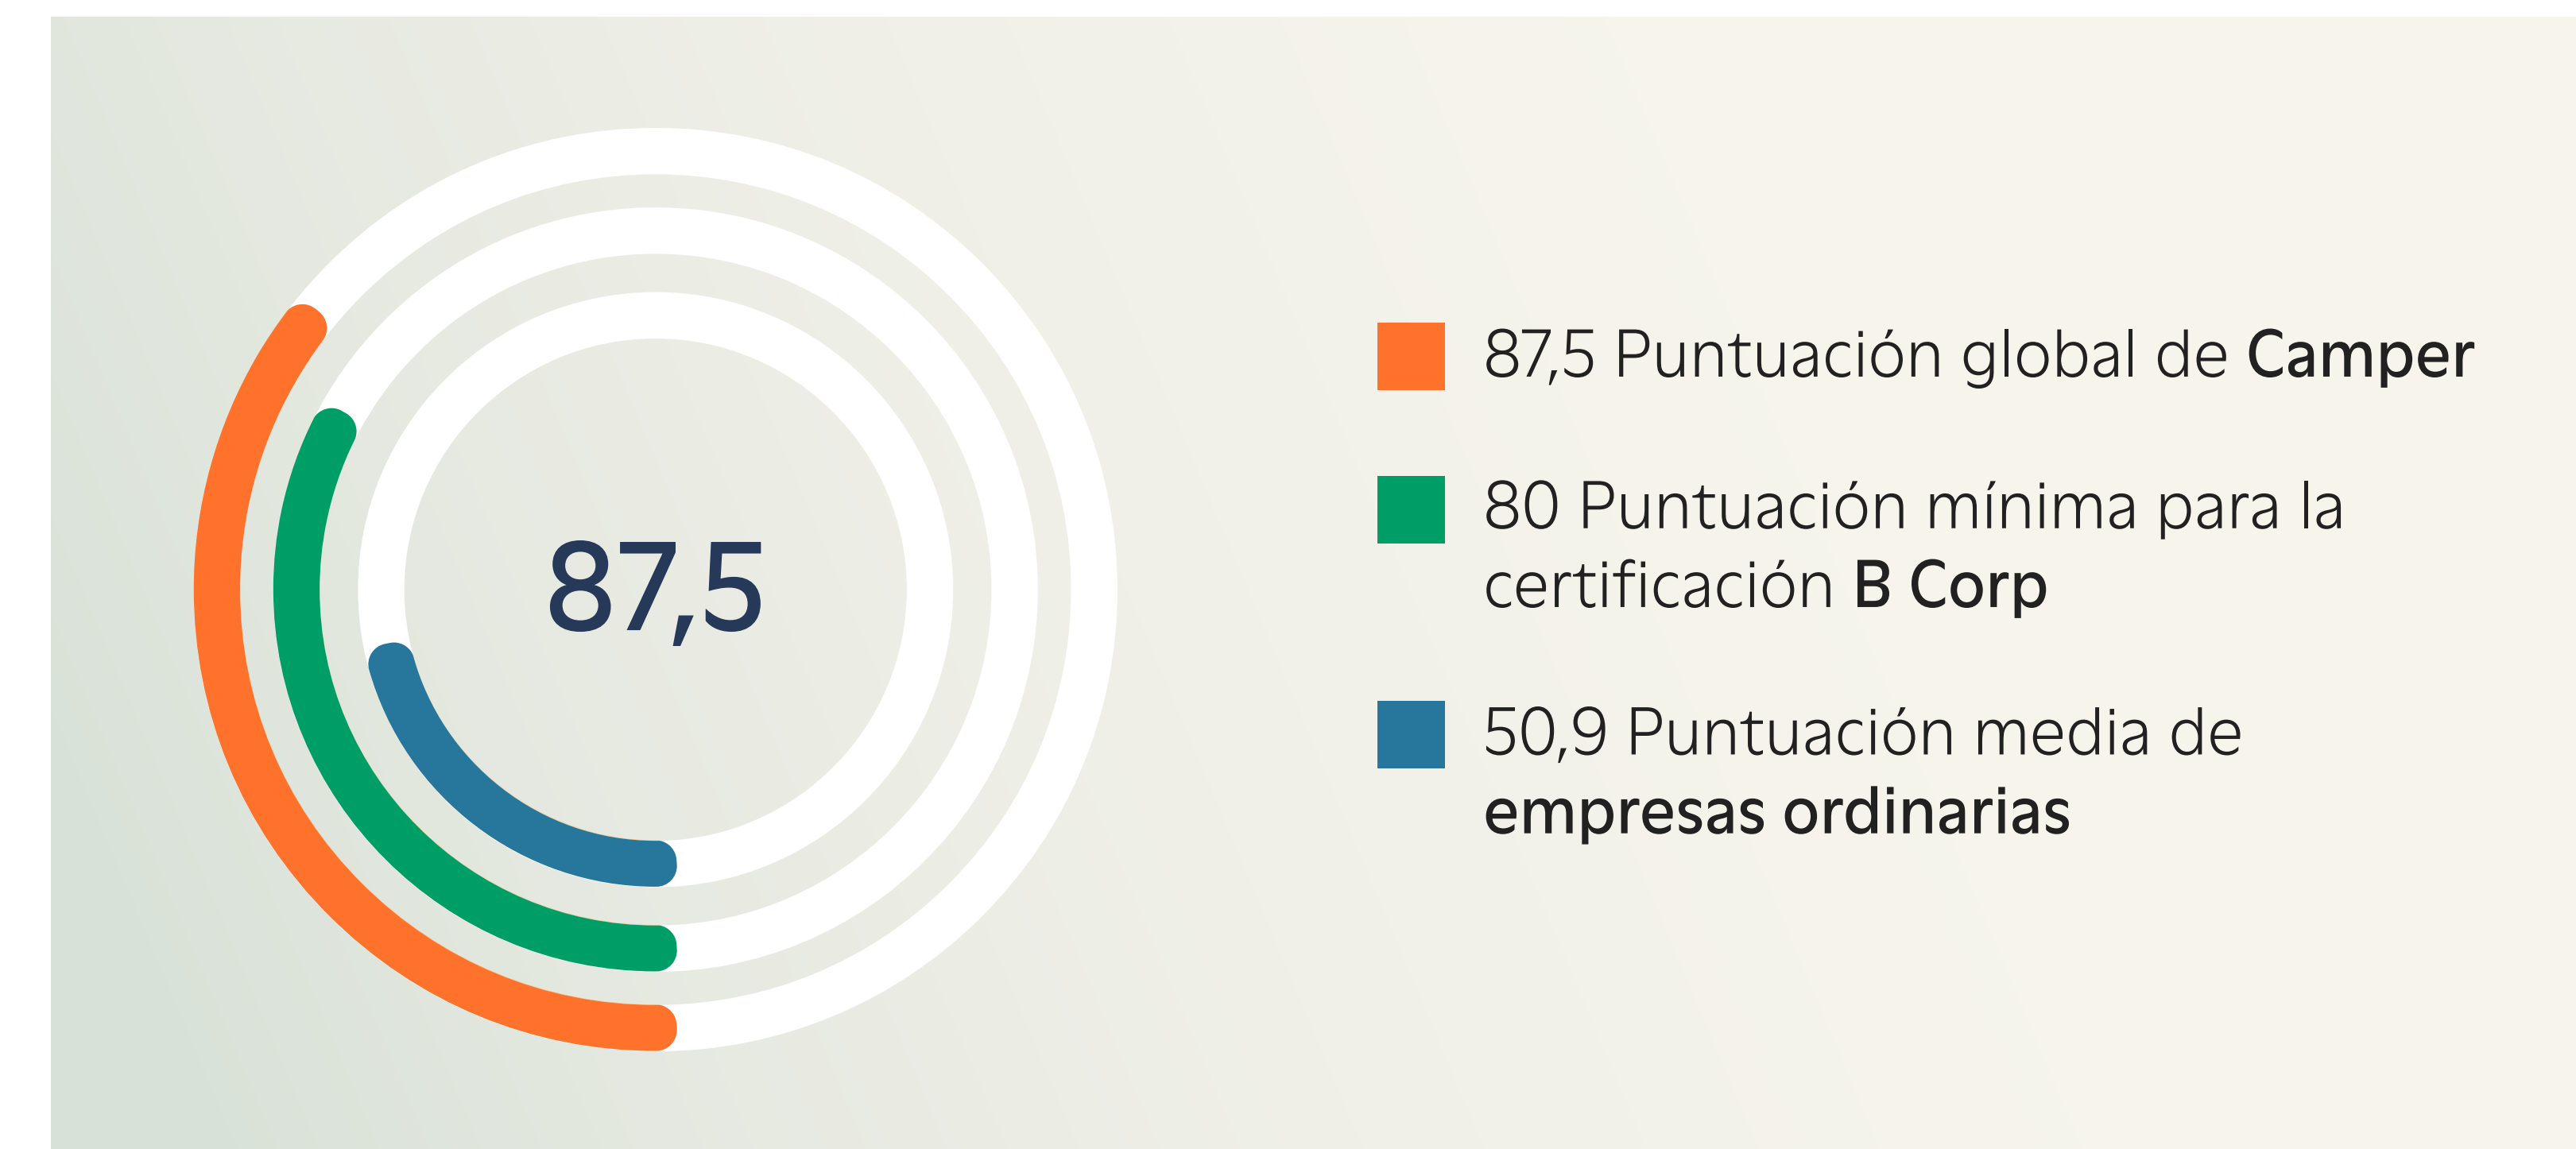 87,5
87,5 Puntuación global de Camper
80 Puntuación mínima para la
certificación B Corp
50,9 Puntuación media de
empresas ordinarias